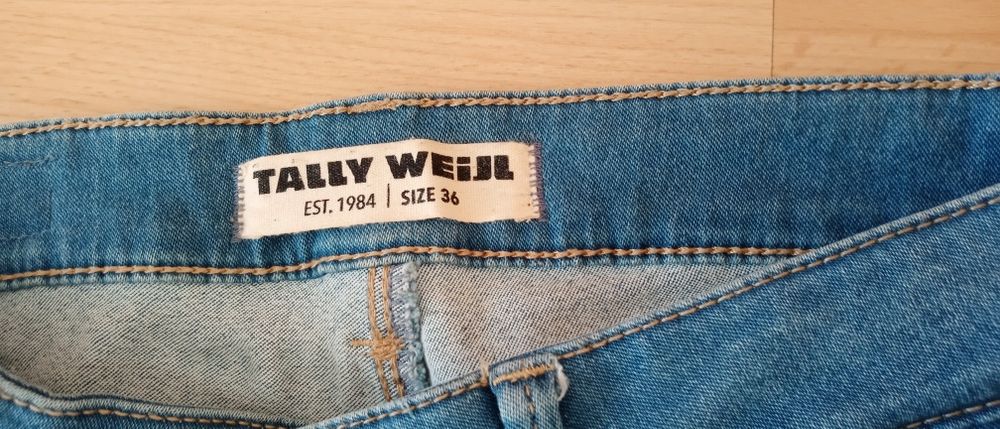 TALLY WEiJL
EST. 1984 | SIZE 36